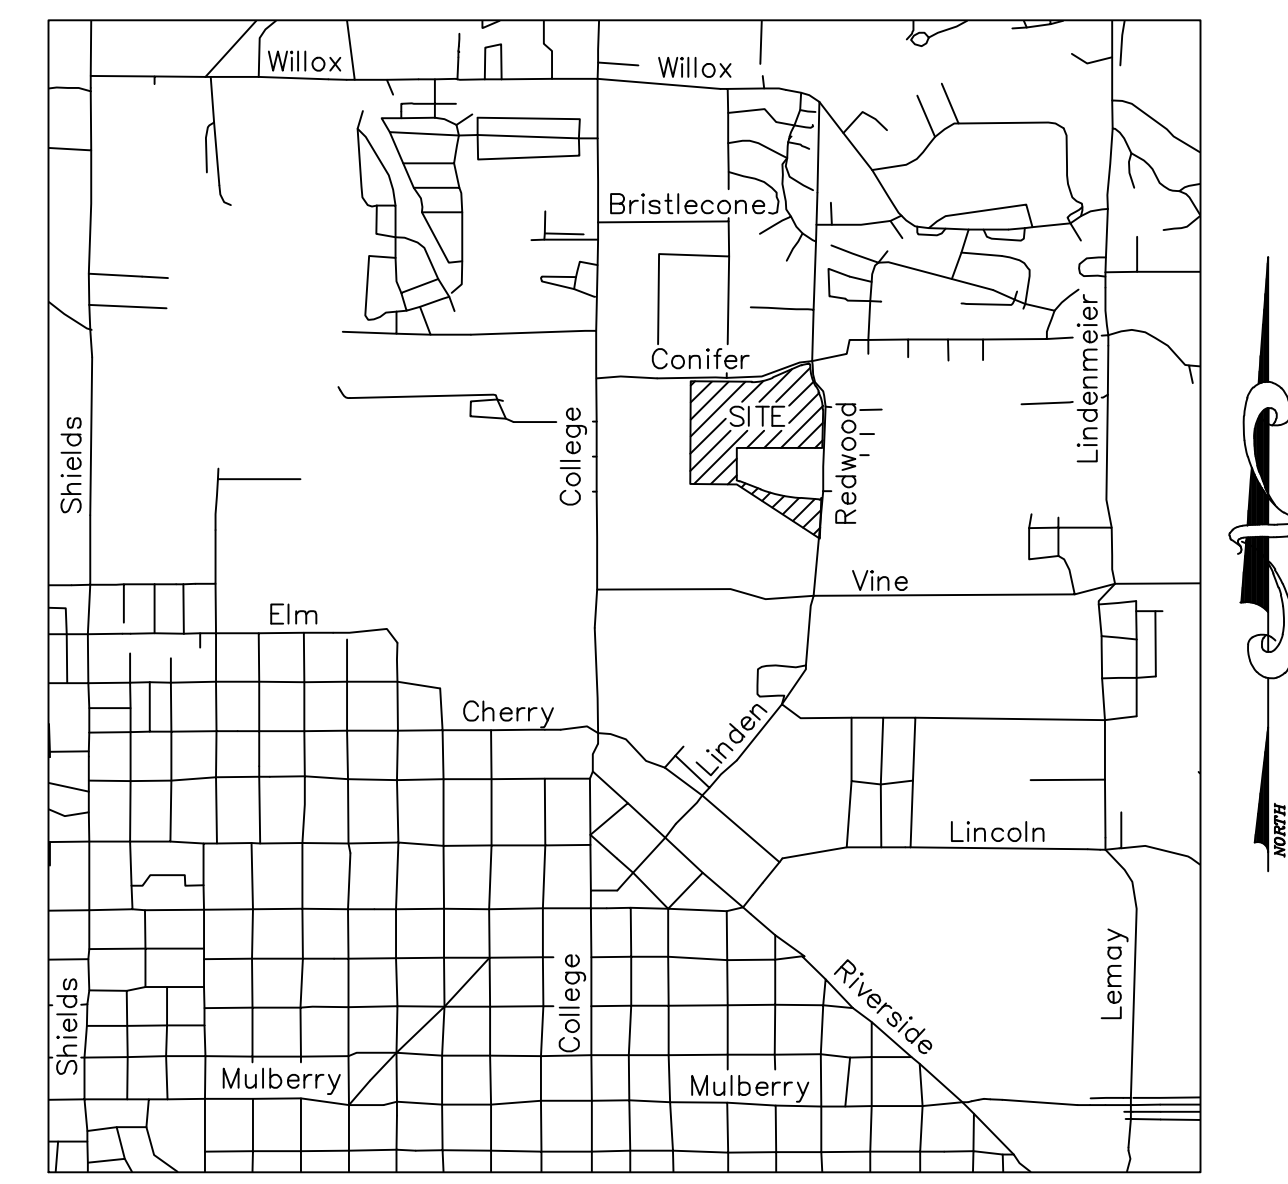 Willox
Willox
Bristlecone
Conifer
SITE
Lindenmeier
Shields
College
Redwood
Vine
Elm
Cherry
Linden
Lincoln
NORTH
Riverside
Lemay
College
Shields
Mulberry
Mulberry